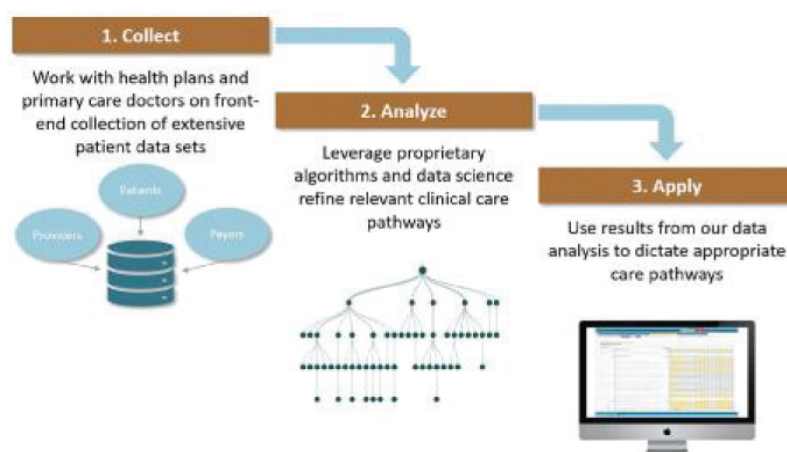 1. Collect
Work with health plans and
primary care doctors on front-
end collection of extensive
patient data sets
Patients
Providers
Payors
2. Analyze
Leverage proprietary
algorithms and data science
refine relevant clinical care
pathways
3. Apply
Use results from our data
analysis to dictate appropriate
care pathways